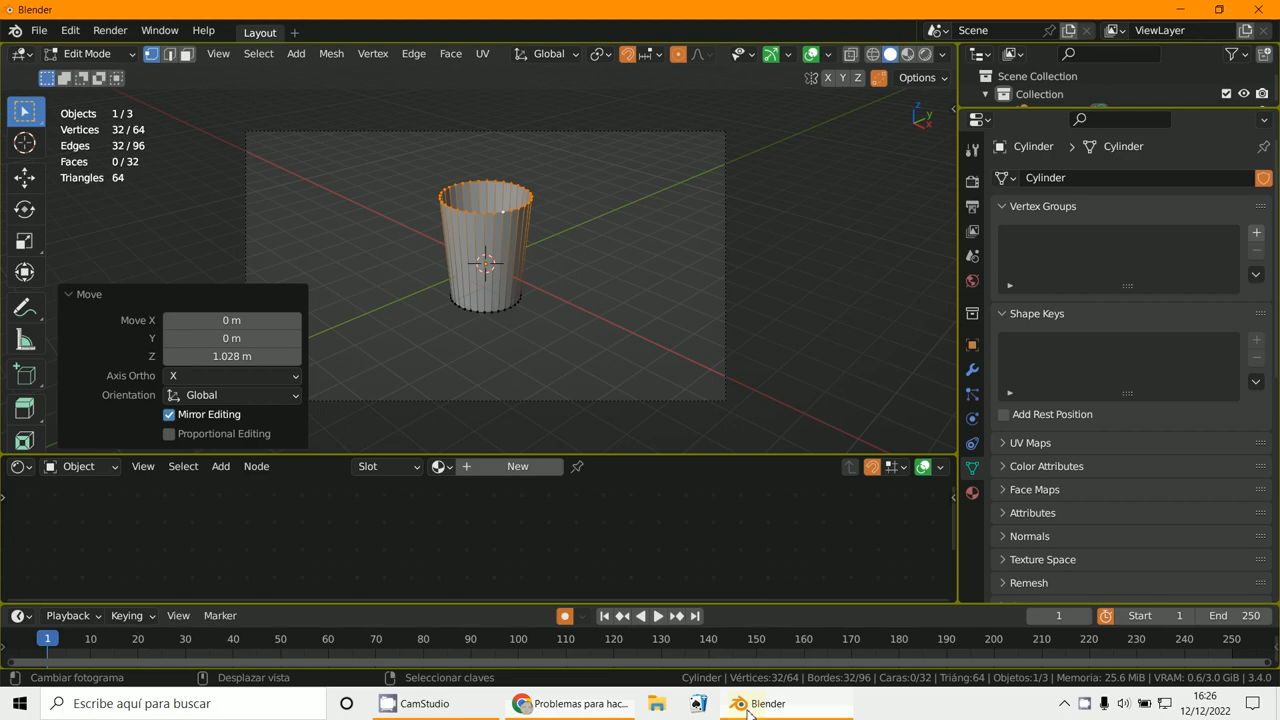 Blender
File Edit Render Window Help Layout Scene ViewLayer
Edit Mode View Select Add Mesh Vertex Edge Face UV Global
X Y Z Options
Scene Collection
Collection
Objects 1 / 3
Vertices 32 / 64
Edges 32 / 96
Faces 0 / 32
Triangles 64
Z Y X
Cylinder Cylinder
Cylinder
Vertex Groups
Shape Keys
Add Rest Position
UV Maps
Color Attributes
Face Maps
Attributes
Normals
Texture Space
Remesh
Move
Move X 0 m
Y 0 m
Z 1.028 m
Axis Ortho X
Orientation Global
Mirror Editing
Proportional Editing
Object View Select Add Node Slot New
Playback Keying View Marker 1 Start 1 End 250
1 10 20 30 40 50 60 70 80 90 100 110 120 130 140 150 160 170 180 190 200 210 220 230 240 250
Cambiar fotograma Desplazar vista Seleccionar claves Cylinder | Vértices:32/64 | Bordes:32/96 | Caras:0/32 | Triáng:64 | Objetos:1/3 | Memoria: 25.6 MiB | VRAM: 0.6/3.0 GiB | 3.4.0
Escribe aquí para buscar CamStudio Problemas para hac... Blender
16:26
12/12/2022